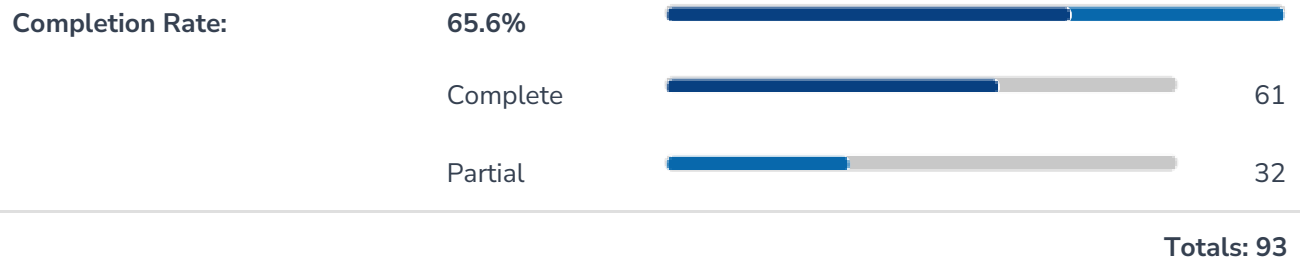 Completion Rate: 65.6%
Complete 61
Partial 32
Totals: 93